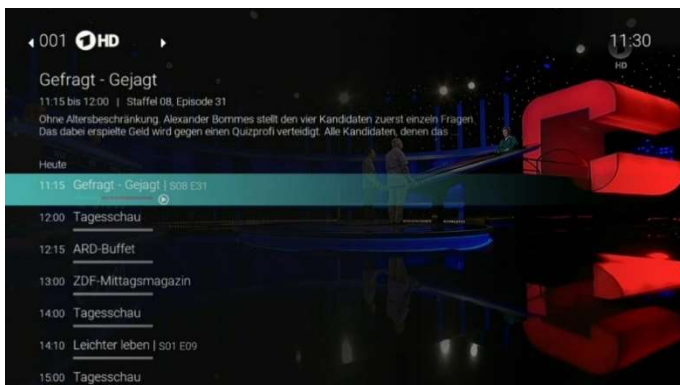 001 1 HD
11:30
HD
Gefragt - Gejagt
11:15 bis 12:00 | Staffel 08, Episode 31
Ohne Altersbeschränkung. Alexander Bommes stellt den vier Kandidaten zuerst einzeln Fragen.
Das dabei erspielte Geld wird gegen einen Quizprofi verteidigt. Alle Kandidaten, denen das ...
Heute
11:15 Gefragt - Gejagt | S08 E31
12:00 Tagesschau
12:15 ARD-Buffet
13:00 ZDF-Mittagsmagazin
14:00 Tagesschau
14:10 Leichter leben | S01 E09
15:00 Tagesschau